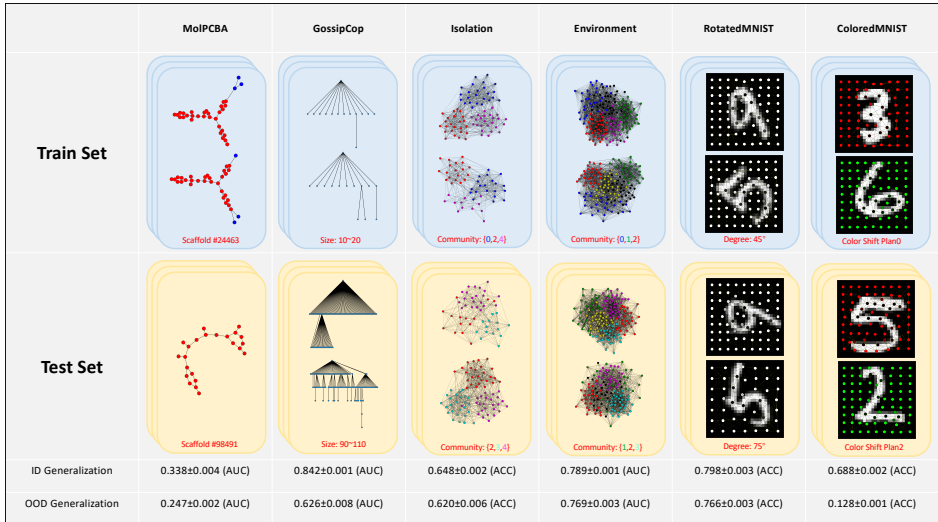 MolPCBA GossipCop Isolation Environment RotatedMNIST ColoredMNIST
Train Set
Scaffold #24463 Size: 10~20 Community: {0,2,4} Community: {0,1,2} Degree: 45° Color Shift Plan0
Test Set
Scaffold #98491 Size: 90~110 Community: {2,3,4} Community: {1,2,3} Degree: 75° Color Shift Plan2
ID Generalization 0.338±0.004 (AUC) 0.842±0.001 (AUC) 0.648±0.002 (ACC) 0.789±0.001 (AUC) 0.798±0.003 (ACC) 0.688±0.002 (ACC)
OOD Generalization 0.247±0.002 (AUC) 0.626±0.008 (AUC) 0.620±0.006 (ACC) 0.769±0.003 (AUC) 0.766±0.003 (ACC) 0.128±0.001 (ACC)